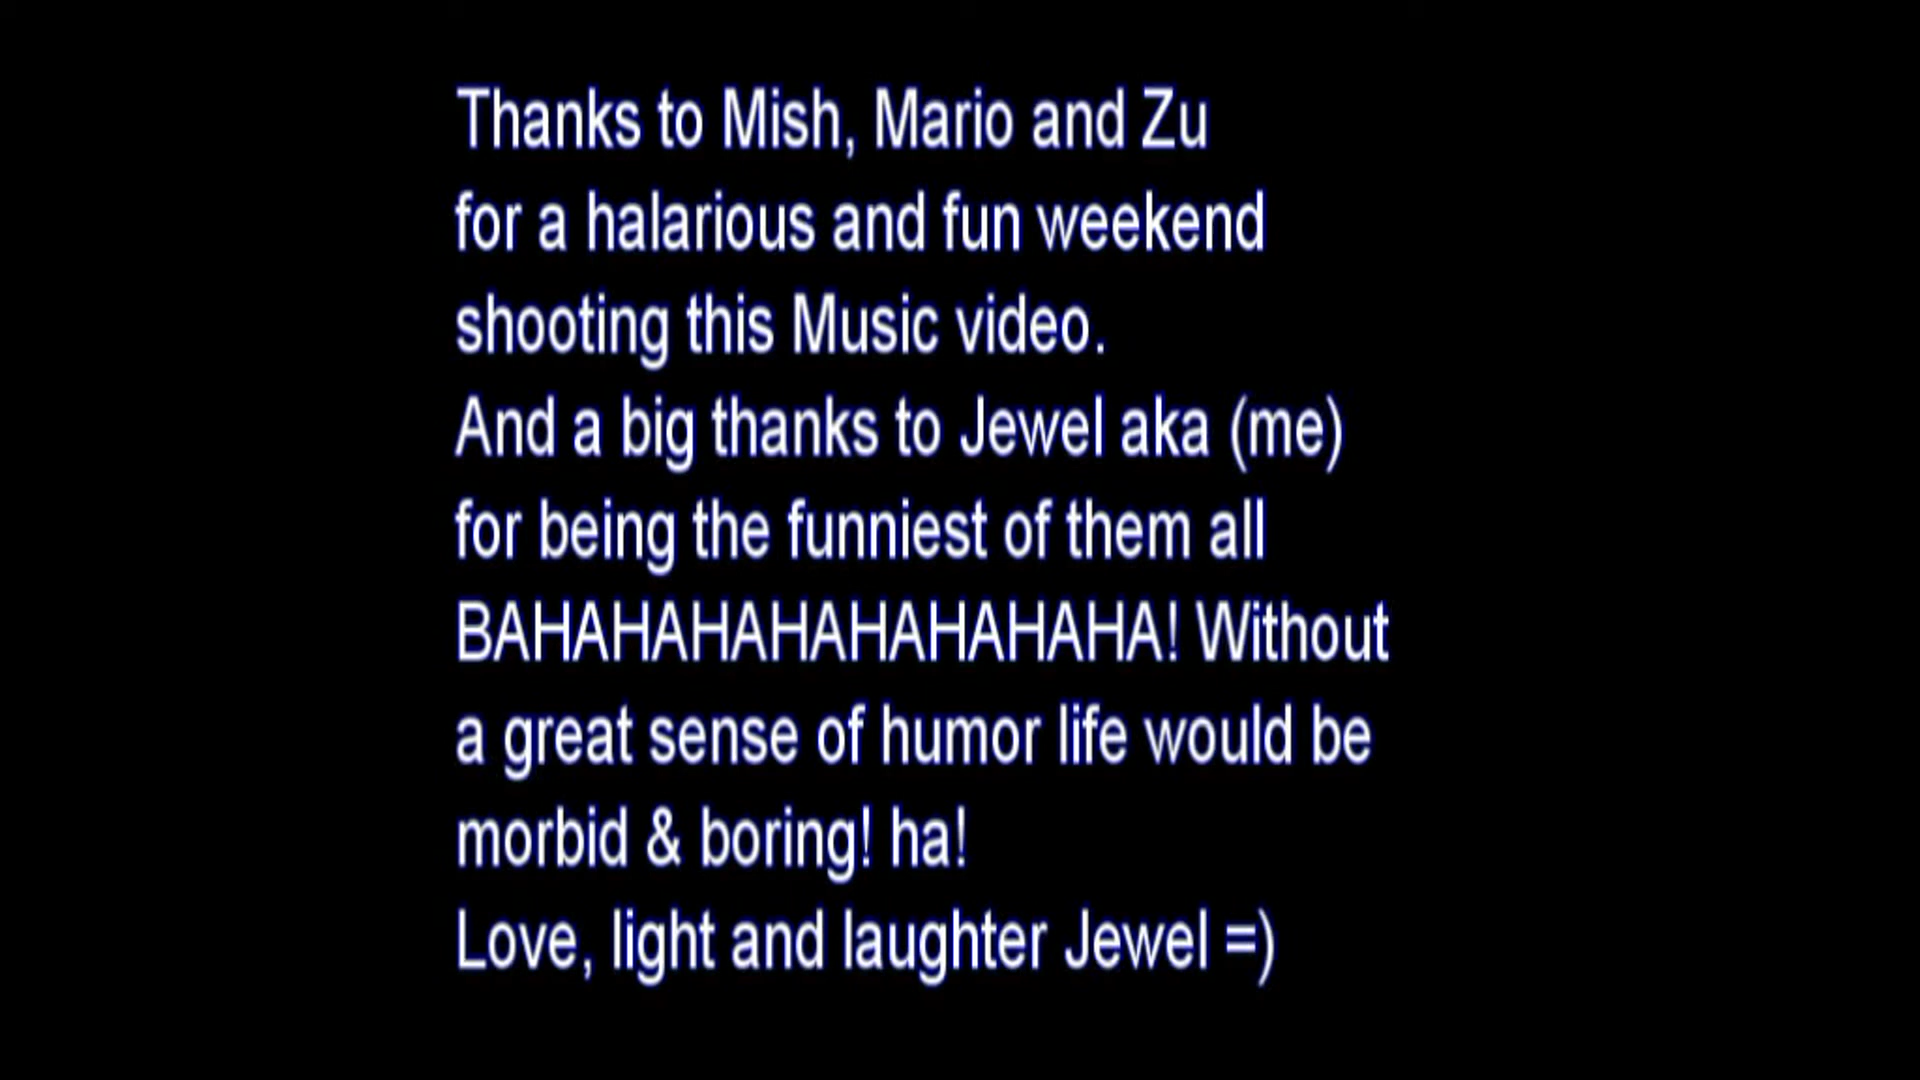 Thanks to Mish, Mario and Zu
for a halarious and fun weekend
shooting this Music video.
And a big thanks to Jewel aka (me)
for being the funniest of them all
BAHAHAHAHAHAHAHAHA! Without
a great sense of humor life would be
morbid & boring! ha!
Love, light and laughter Jewel =)